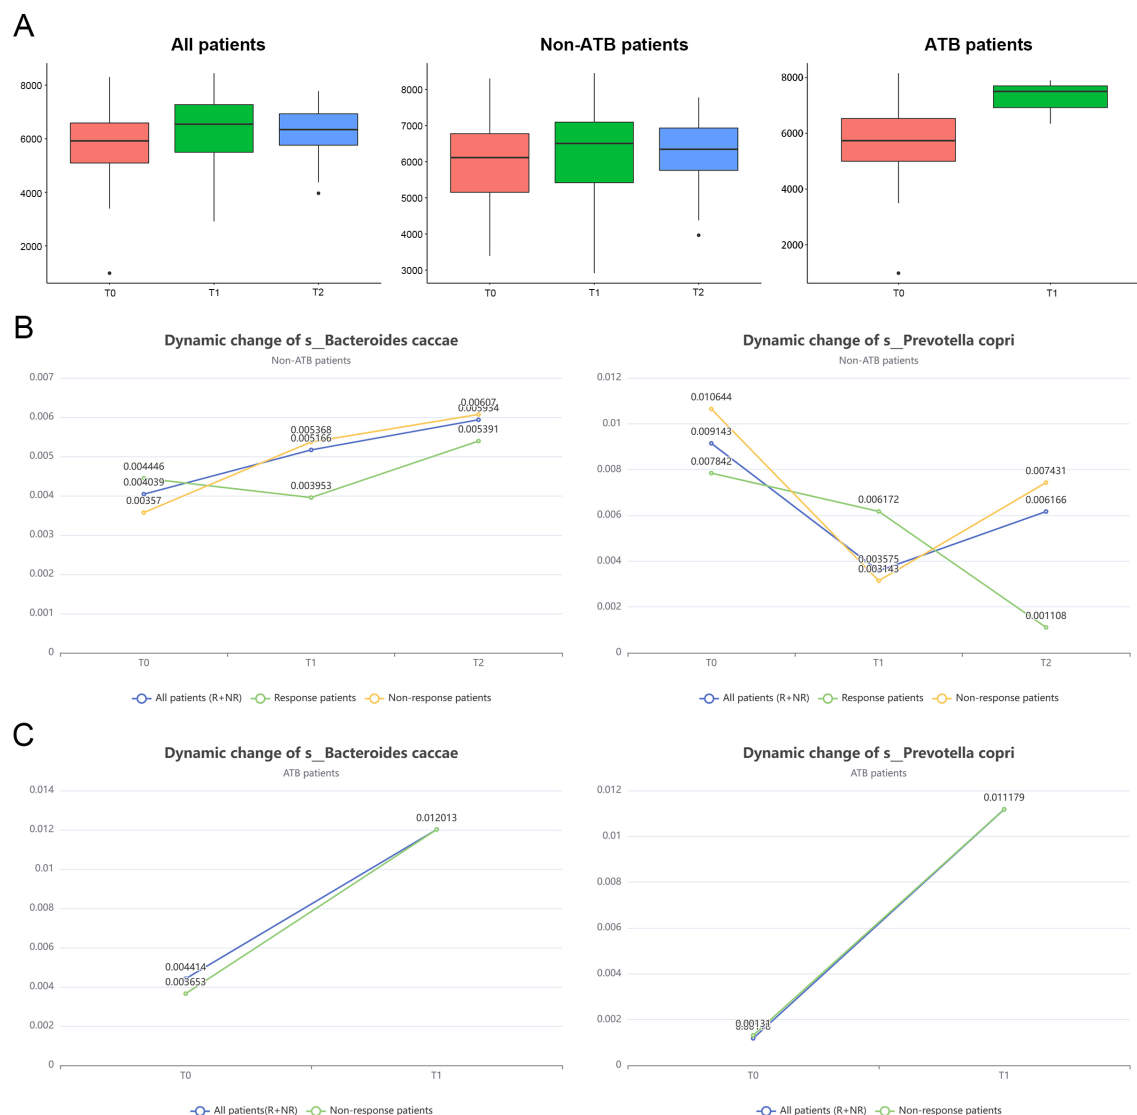 A
All patients
Non-ATB patients
ATB patients
8000
6000
4000
2000
T0
T1
T2
8000
7000
6000
5000
4000
3000
T0
T1
T2
8000
6000
4000
2000
T0
T1
B
Dynamic change of s__Bacteroides caccae
Non-ATB patients
0.007
0.006
0.005
0.004
0.003
0.002
0.001
0
0.004446
0.004039
0.00357
0.005368
0.005166
0.003953
0.00607
0.005934
0.005391
T0
T1
T2
All patients (R+NR)
Response patients
Non-response patients
Dynamic change of s__Prevotella copri
Non-ATB patients
0.012
0.01
0.008
0.006
0.004
0.002
0
0.010644
0.009143
0.007842
0.006172
0.003575
0.003143
0.007431
0.006166
0.001108
T0
T1
T2
All patients (R+NR)
Response patients
Non-response patients
C
Dynamic change of s__Bacteroides caccae
ATB patients
0.014
0.012
0.01
0.008
0.006
0.004
0.002
0
0.004414
0.003653
0.012013
T0
T1
All patients(R+NR)
Non-response patients
Dynamic change of s__Prevotella copri
ATB patients
0.012
0.01
0.008
0.006
0.004
0.002
0
0.00131
0.011179
T0
T1
All patients(R+NR)
Non-response patients